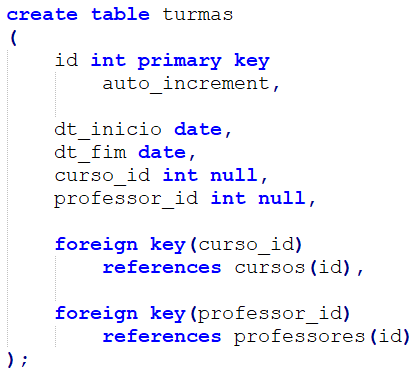 create table turmas
(
    id int primary key
        auto_increment,

    dt_inicio date,
    dt_fim date,
    curso_id int null,
    professor_id int null,

    foreign key(curso_id)
        references cursos(id),

    foreign key(professor_id)
        references professores(id)
);